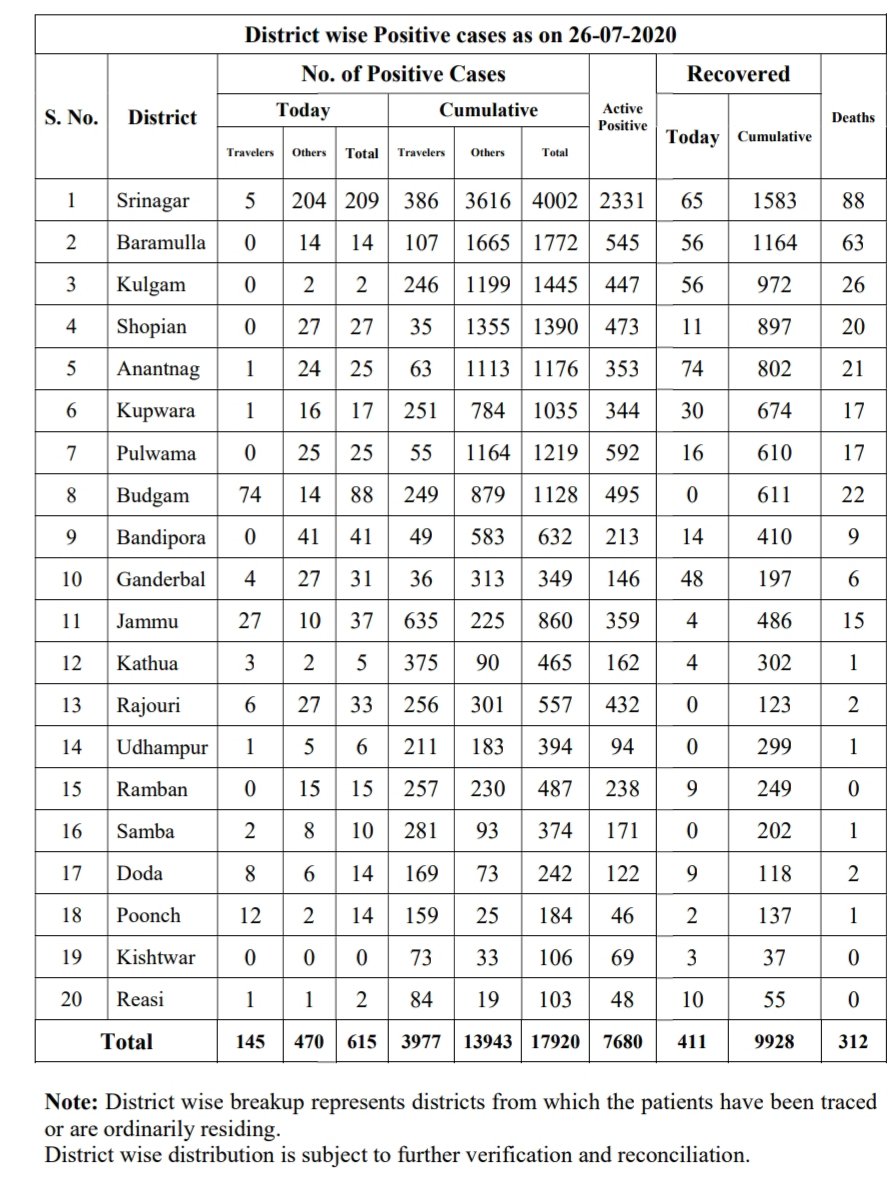 District wise Positive cases as on 26-07-2020
S. No. District No. of Positive Cases Active Positive Recovered Deaths
Today Cumulative Today Cumulative
Travelers Others Total Travelers Others Total
1 Srinagar 5 204 209 386 3616 4002 2331 65 1583 88
2 Baramulla 0 14 14 107 1665 1772 545 56 1164 63
3 Kulgam 0 2 2 246 1199 1445 447 56 972 26
4 Shopian 0 27 27 35 1355 1390 473 11 897 20
5 Anantnag 1 24 25 63 1113 1176 353 74 802 21
6 Kupwara 1 16 17 251 784 1035 344 30 674 17
7 Pulwama 0 25 25 55 1164 1219 592 16 610 17
8 Budgam 74 14 88 249 879 1128 495 0 611 22
9 Bandipora 0 41 41 49 583 632 213 14 410 9
10 Ganderbal 4 27 31 36 313 349 146 48 197 6
11 Jammu 27 10 37 635 225 860 359 4 486 15
12 Kathua 3 2 5 375 90 465 162 4 302 1
13 Rajouri 6 27 33 256 301 557 432 0 123 2
14 Udhampur 1 5 6 211 183 394 94 0 299 1
15 Ramban 0 15 15 257 230 487 238 9 249 0
16 Samba 2 8 10 281 93 374 171 0 202 1
17 Doda 8 6 14 169 73 242 122 9 118 2
18 Poonch 12 2 14 159 25 184 46 2 137 1
19 Kishtwar 0 0 0 73 33 106 69 3 37 0
20 Reasi 1 1 2 84 19 103 48 10 55 0
Total 145 470 615 3977 13943 17920 7680 411 9928 312
Note: District wise breakup represents districts from which the patients have been traced
or are ordinarily residing.
District wise distribution is subject to further verification and reconciliation.